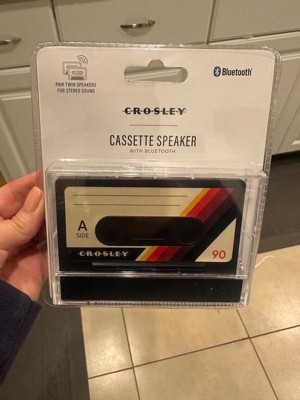 PAIR TWIN SPEAKERS
FOR STEREO SOUND
Bluetooth®
CROSLEY
CASSETTE SPEAKER
WITH BLUETOOTH
A
SIDE
CROSLEY
90